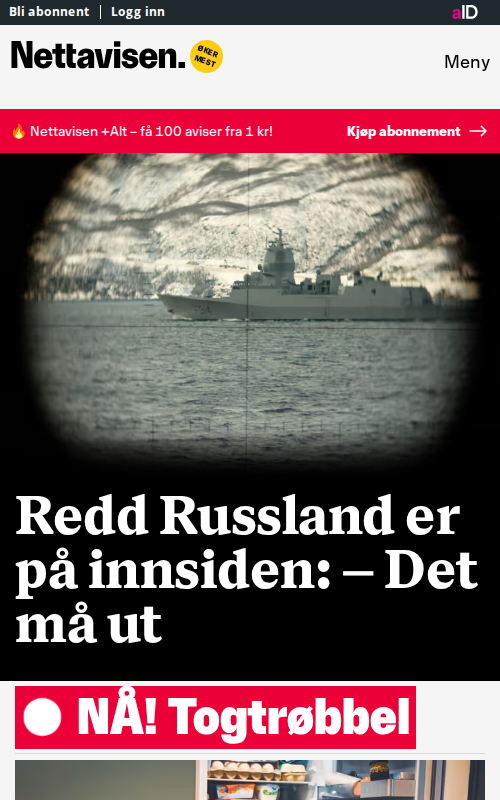 Bli abonnent | Logg inn
aID
Nettavisen.
ØKER
MEST
Meny
🔥 Nettavisen +Alt – få 100 aviser fra 1 kr!
Kjøp abonnement →
Redd Russland er
på innsiden: – Det
må ut
NÅ! Togtrøbbel